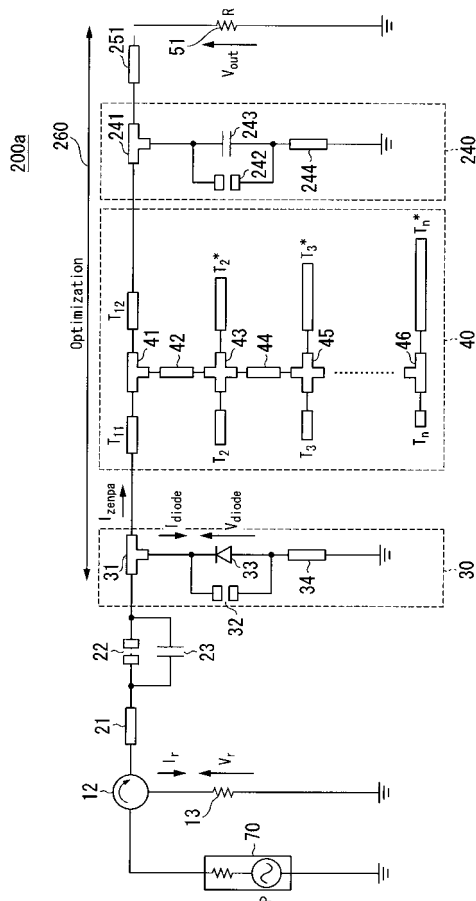 200a
260
Optimization
251
241
R
51
V_out
243
242
244
240
T_12
T_11
41
42
T_2
T_2*
43
44
T_3
T_3*
45
T_n
T_n*
46
40
I_zenpa
31
I_diode
V_diode
33
32
34
30
22
23
21
12
I_r
V_r
13
70